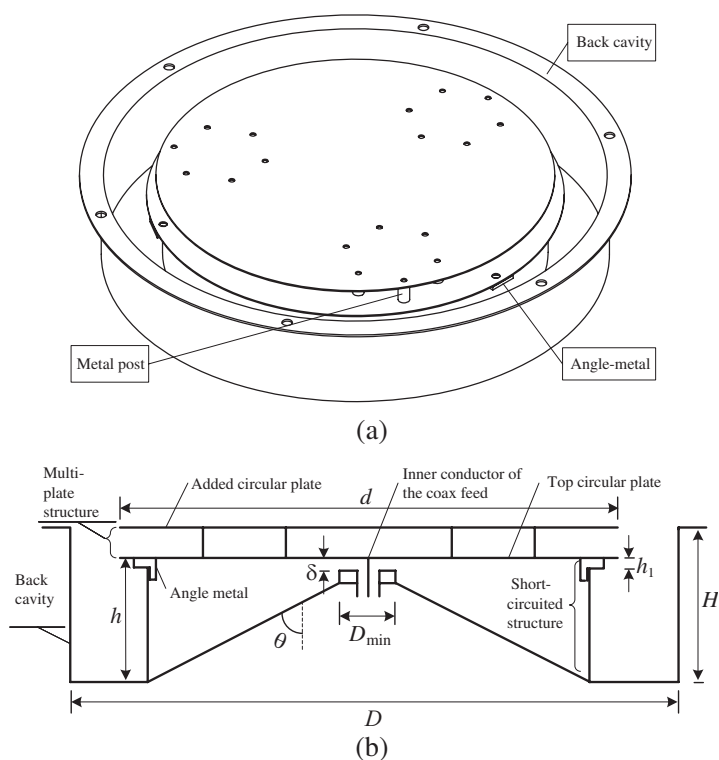 Back cavity
Metal post
Angle-metal
(a)
Multi-
plate
structure
Added circular plate
d
Inner conductor of
the coax feed
Top circular plate
δ
h₁
Back
cavity
h
Angle metal
θ
D_min
Short-
circuited
structure
H
D
(b)